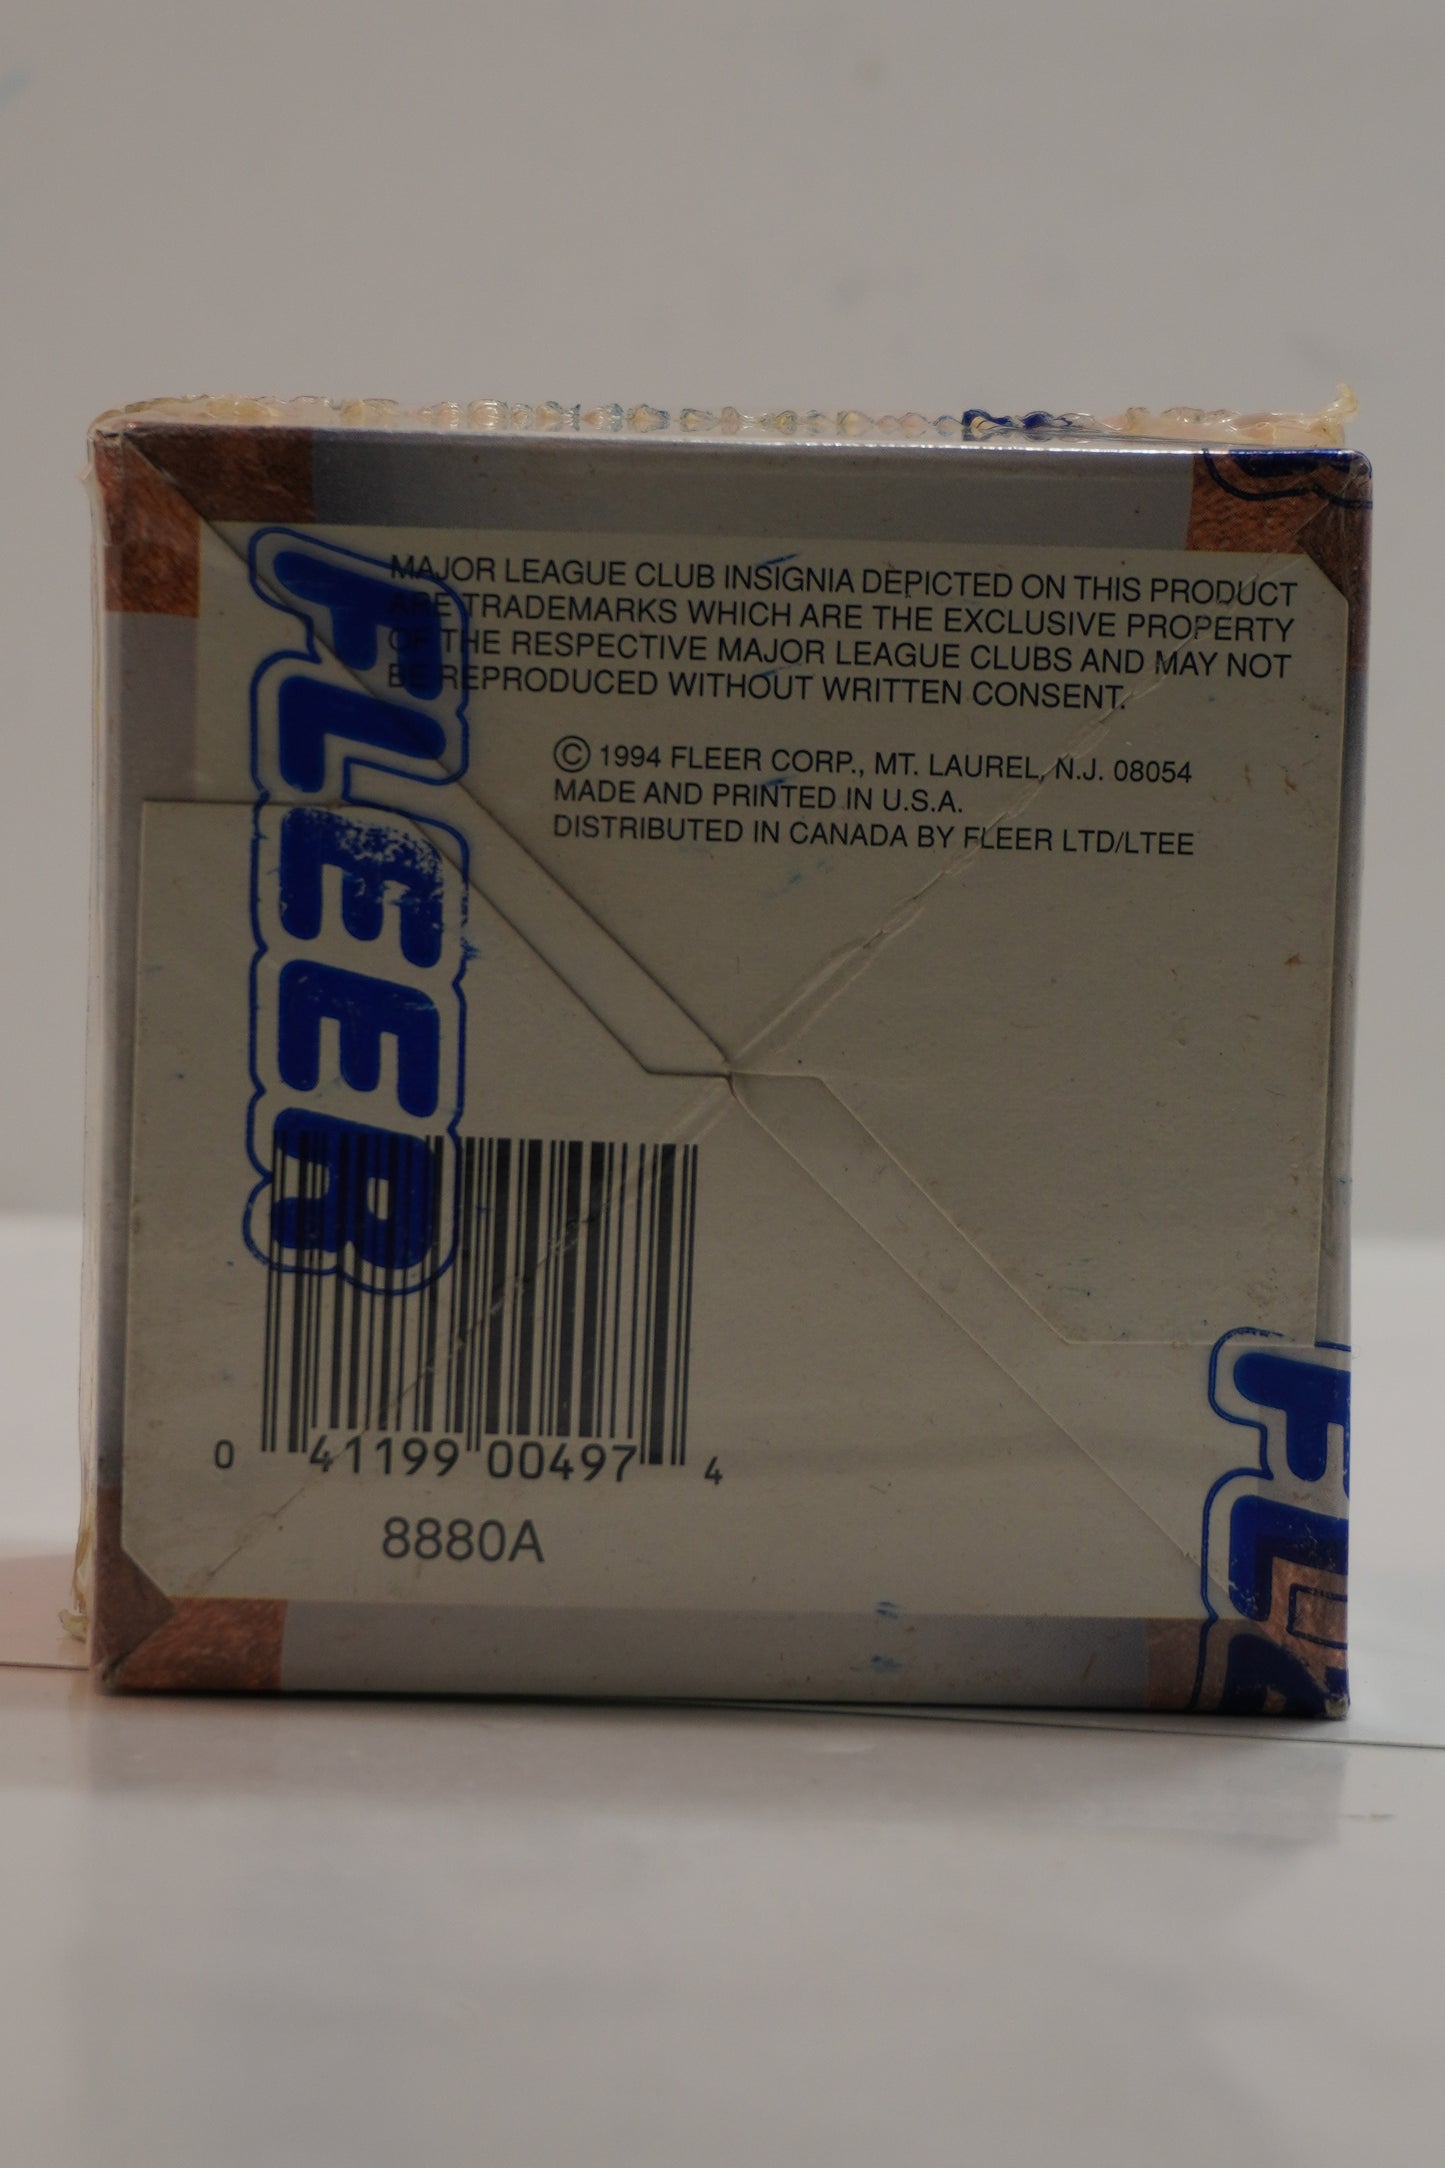 MAJOR LEAGUE CLUB INSIGNIA DEPICTED ON THIS PRODUCT
ARE TRADEMARKS WHICH ARE THE EXCLUSIVE PROPERTY
OF THE RESPECTIVE MAJOR LEAGUE CLUBS AND MAY NOT
BE REPRODUCED WITHOUT WRITTEN CONSENT.
© 1994 FLEER CORP., MT. LAUREL, N.J. 08054
MADE AND PRINTED IN U.S.A.
DISTRIBUTED IN CANADA BY FLEER LTD/LTEE
FLEER
0 41199 00497 4
8880A
FLE